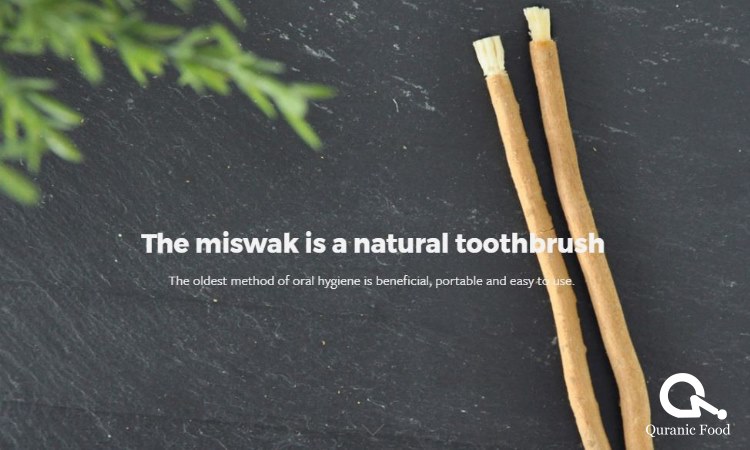 The miswak is a natural toothbrush
The oldest method of oral hygiene is beneficial, portable and easy to use.
Quranic Food